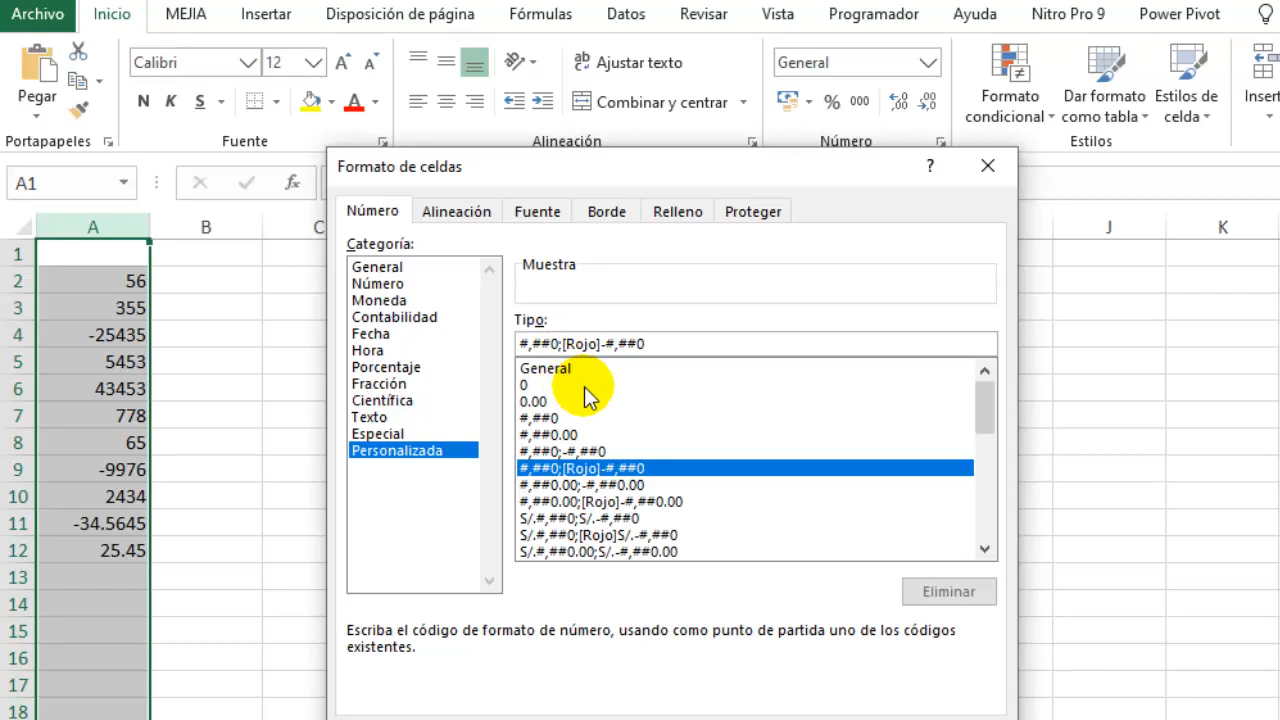 Archivo Inicio MEJIA Insertar Disposición de página Fórmulas Datos Revisar Vista Programador Ayuda Nitro Pro 9 Power Pivot
Pegar
Calibri 12
N K S
Ajustar texto
Combinar y centrar
General
% 000
Formato condicional
Dar formato como tabla
Estilos de celda
Portapapeles Fuente Alineación Número Estilos
A1 fx
Formato de celdas ? ×
Número Alineación Fuente Borde Relleno Proteger
A B C J K
1
2 56
3 355
4 -25435
5 5453
6 43453
7 778
8 65
9 -9976
10 2434
11 -34.5645
12 25.45
13
14
15
16
17
18
Categoría:
General
Número
Moneda
Contabilidad
Fecha
Hora
Porcentaje
Fracción
Científica
Texto
Especial
Personalizada
Muestra
Tipo:
#,##0;[Rojo]-#,##0
General
0
0.00
#,##0
#,##0.00
#,##0;-#,##0
#,##0;[Rojo]-#,##0
#,##0.00;-#,##0.00
#,##0.00;[Rojo]-#,##0.00
S/.#,##0;S/.-#,##0
S/.#,##0;[Rojo]S/.-#,##0
S/.#,##0.00;S/.-#,##0.00
Eliminar
Escriba el código de formato de número, usando como punto de partida uno de los códigos
existentes.